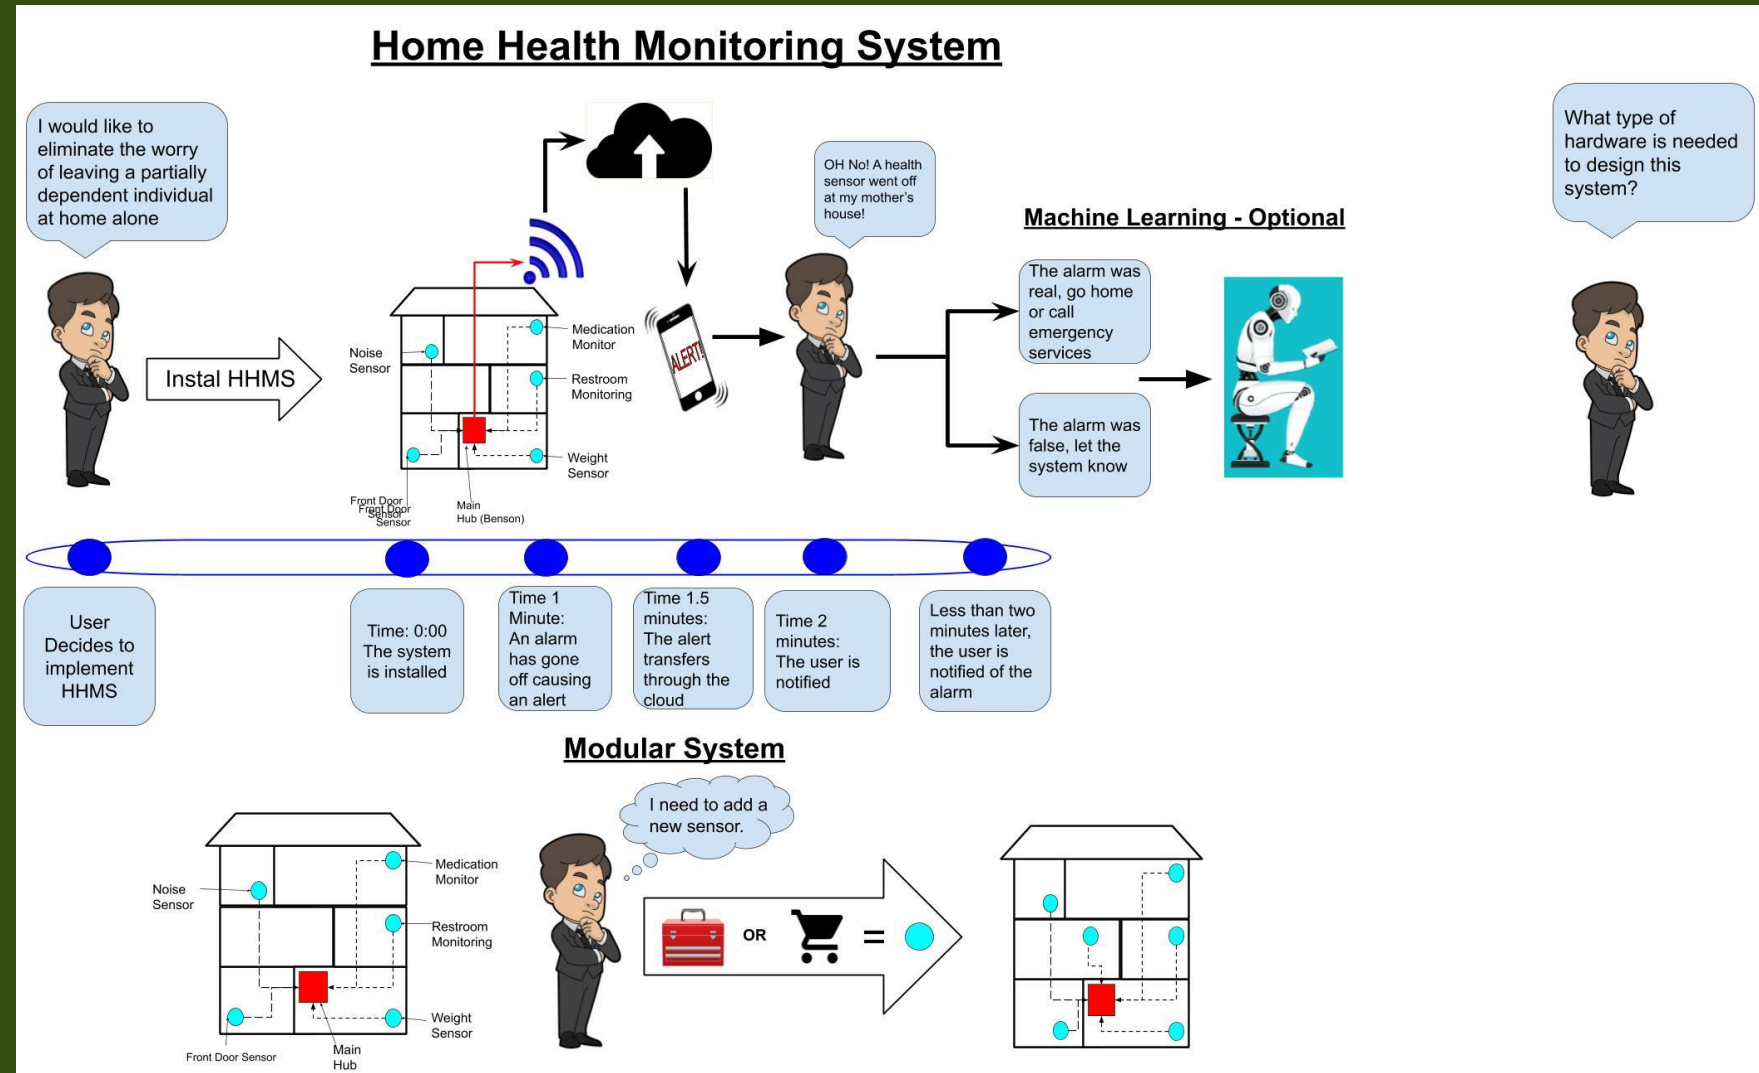 Home Health Monitoring System
I would like to
eliminate the worry
of leaving a partially
dependent individual
at home alone
Instal HHMS
Noise
Sensor
Medication
Monitor
Restroom
Monitoring
Weight
Sensor
Front Door
Sensor
Front Door
Sensor
Main
Hub (Benson)
ALERT!
OH No! A health
sensor went off
at my mother's
house!
Machine Learning - Optional
The alarm was
real, go home
or call
emergency
services
The alarm was
false, let the
system know
What type of
hardware is needed
to design this
system?
User
Decides to
implement
HHMS
Time: 0:00
The system
is installed
Time 1
Minute:
An alarm
has gone
off causing
an alert
Time 1.5
minutes:
The alert
transfers
through the
cloud
Time 2
minutes:
The user is
notified
Less than two
minutes later,
the user is
notified of the
alarm
Modular System
Noise
Sensor
Medication
Monitor
Restroom
Monitoring
Weight
Sensor
Front Door Sensor
Main
Hub
I need to add a
new sensor.
OR
=